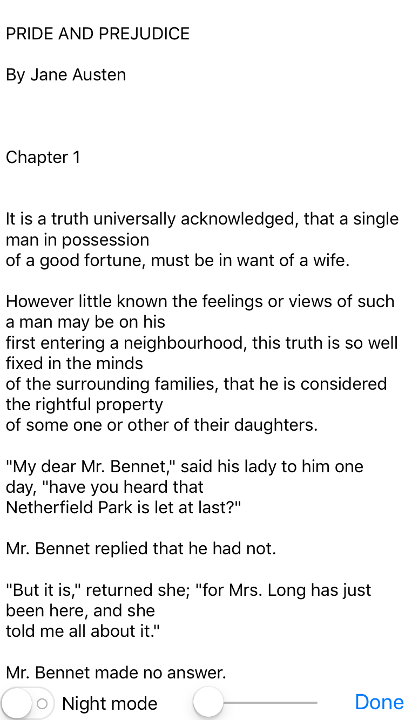 PRIDE AND PREJUDICE
By Jane Austen
Chapter 1
It is a truth universally acknowledged, that a single
man in possession
of a good fortune, must be in want of a wife.
However little known the feelings or views of such
a man may be on his
first entering a neighbourhood, this truth is so well
fixed in the minds
of the surrounding families, that he is considered
the rightful property
of some one or other of their daughters.
"My dear Mr. Bennet," said his lady to him one
day, "have you heard that
Netherfield Park is let at last?"
Mr. Bennet replied that he had not.
"But it is," returned she; "for Mrs. Long has just
been here, and she
told me all about it."
Mr. Bennet made no answer.
Night mode
Done